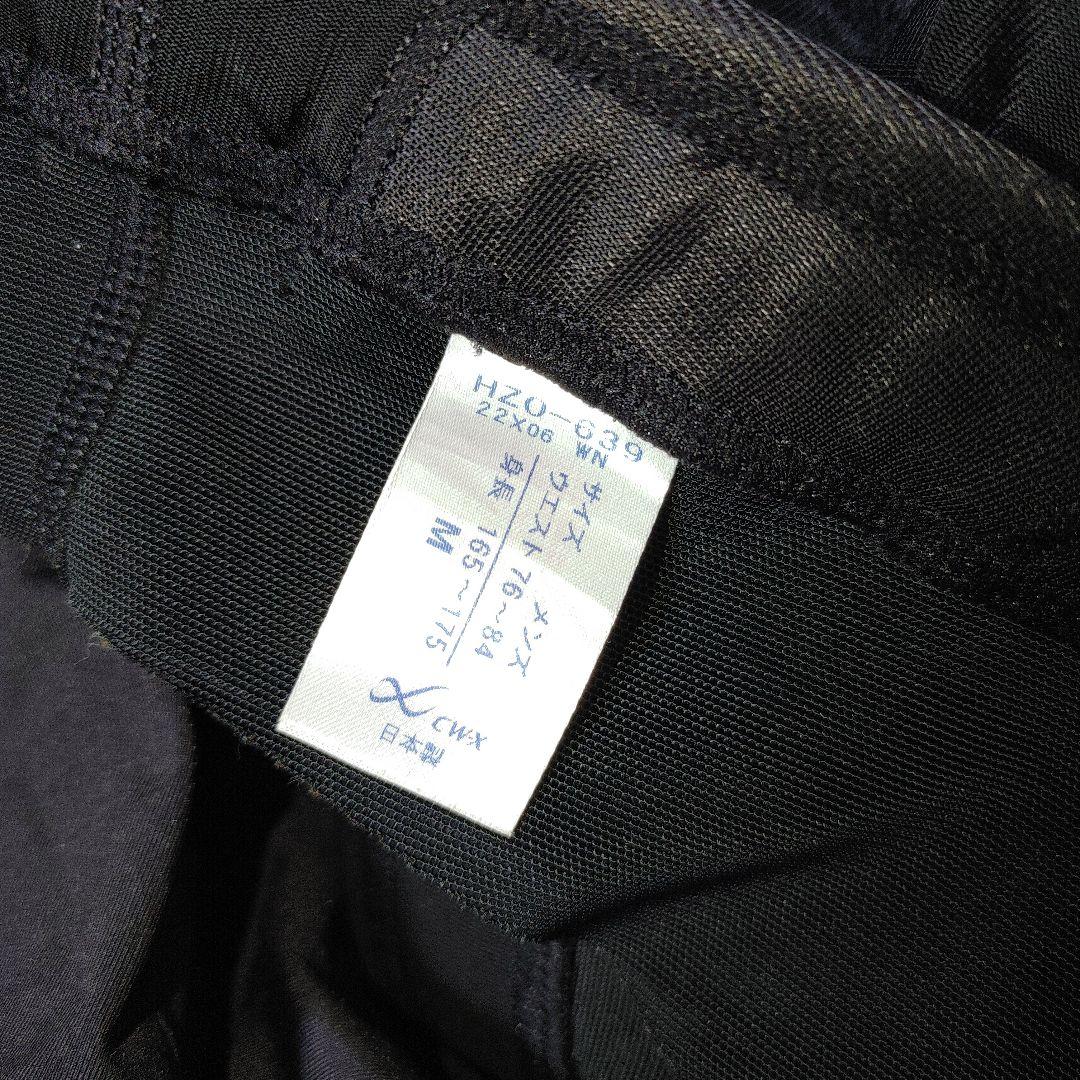 HZO-639
22X06 WN
サイズ メンズ
ウエスト 76~84
身長 165~175
M
CW-X
日本製